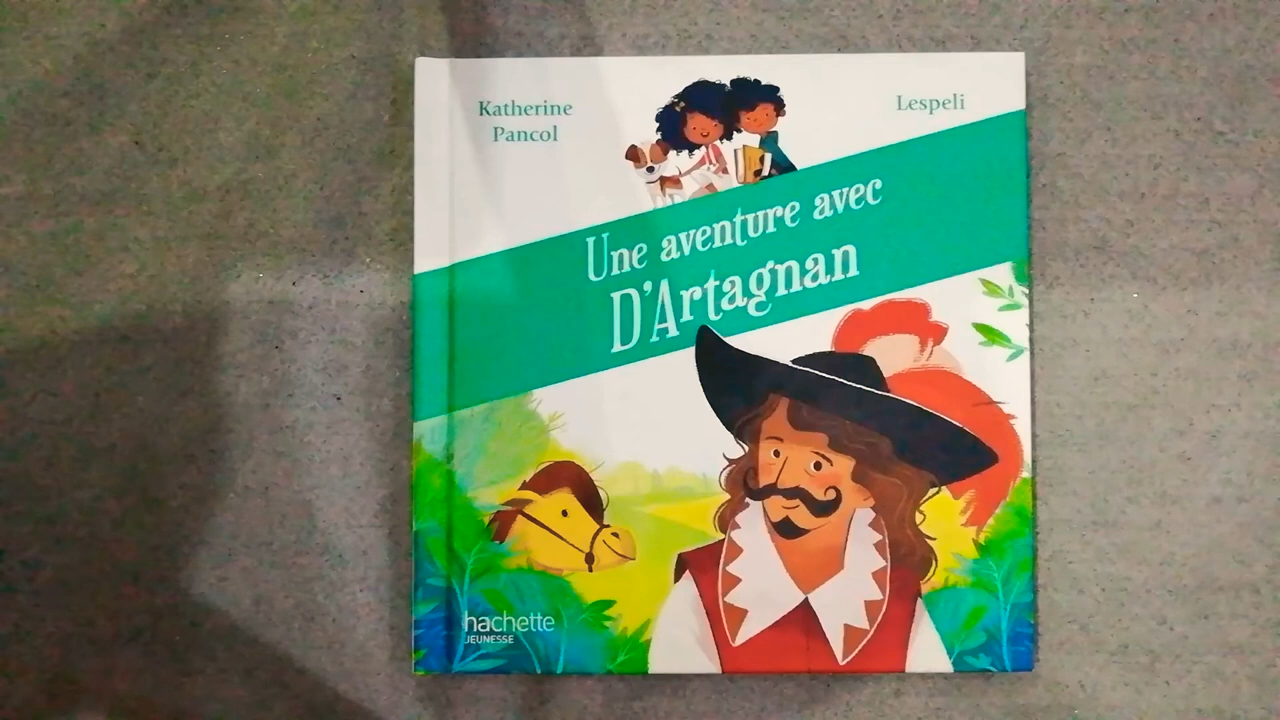 Katherine
Pancol
Lespeli
Une aventure avec
D'Artagnan
hachette
JEUNESSE